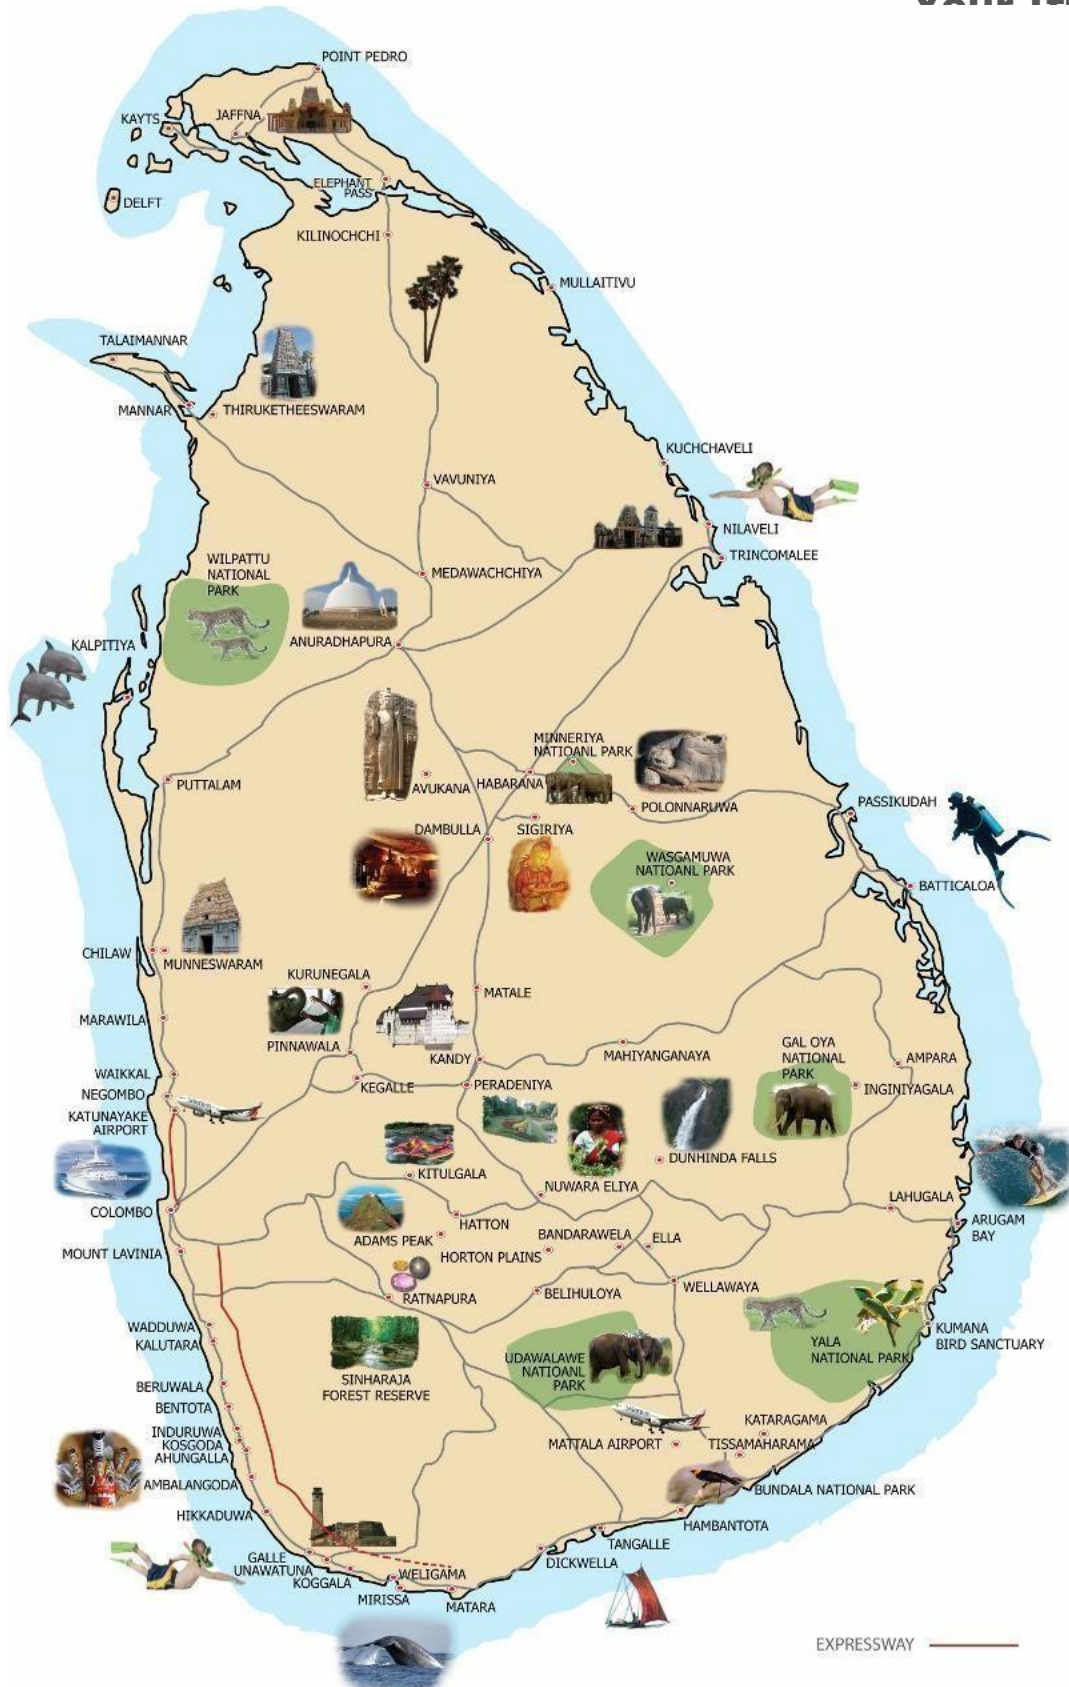 POINT PEDRO
JAFFNA
KAYTS
ELEPHANT
PASS
DELFT
KILINOCHCHI
MULLAITIVU
TALAIMANNAR
MANNAR
THIRUKETHEESWARAM
KUCHCHAVELI
VAVUNIYA
NILAVELI
TRINCOMALEE
WILPATTU
NATIONAL
PARK
MEDAWACHCHIYA
ANURADHAPURA
KALPITIYA
MINNERIYA
NATIOANL PARK
PUTTALAM
AVUKANA
HABARANA
POLONNARUWA
PASSIKUDAH
DAMBULLA
SIGIRIYA
WASGAMUWA
NATIOANL PARK
BATTICALOA
CHILAW
MUNNESWARAM
KURUNEGALA
MATALE
MARAWILA
PINNAWALA
KANDY
MAHIYANGANAYA
GAL OYA
NATIONAL
PARK
AMPARA
WAIKKAL
KEGALLE
PERADENIYA
INGINIYAGALA
NEGOMBO
KATUNAYAKE
AIRPORT
DUNHINDA FALLS
KITULGALA
NUWARA ELIYA
LAHUGALA
COLOMBO
HATTON
ARUGAM
BAY
ADAMS PEAK
BANDARAWELA
ELLA
MOUNT LAVINIA
HORTON PLAINS
WELLAWAYA
RATNAPURA
BELIHULOYA
WADDUWA
KALUTARA
KUMANA
BIRD SANCTUARY
YALA
NATIONAL PARK
UDAWALAWE
NATIOANL
PARK
SINHARAJA
FOREST RESERVE
BERUWALA
BENTOTA
INDURUWA
KOSGODA
AHUNGALLA
KATARAGAMA
MATTALA AIRPORT
TISSAMAHARAMA
AMBALANGODA
BUNDALA NATIONAL PARK
HIKKADUWA
HAMBANTOTA
TANGALLE
GALLE
UNAWATUNA
DICKWELLA
KOGGALA
WELIGAMA
MIRISSA
MATARA
EXPRESSWAY